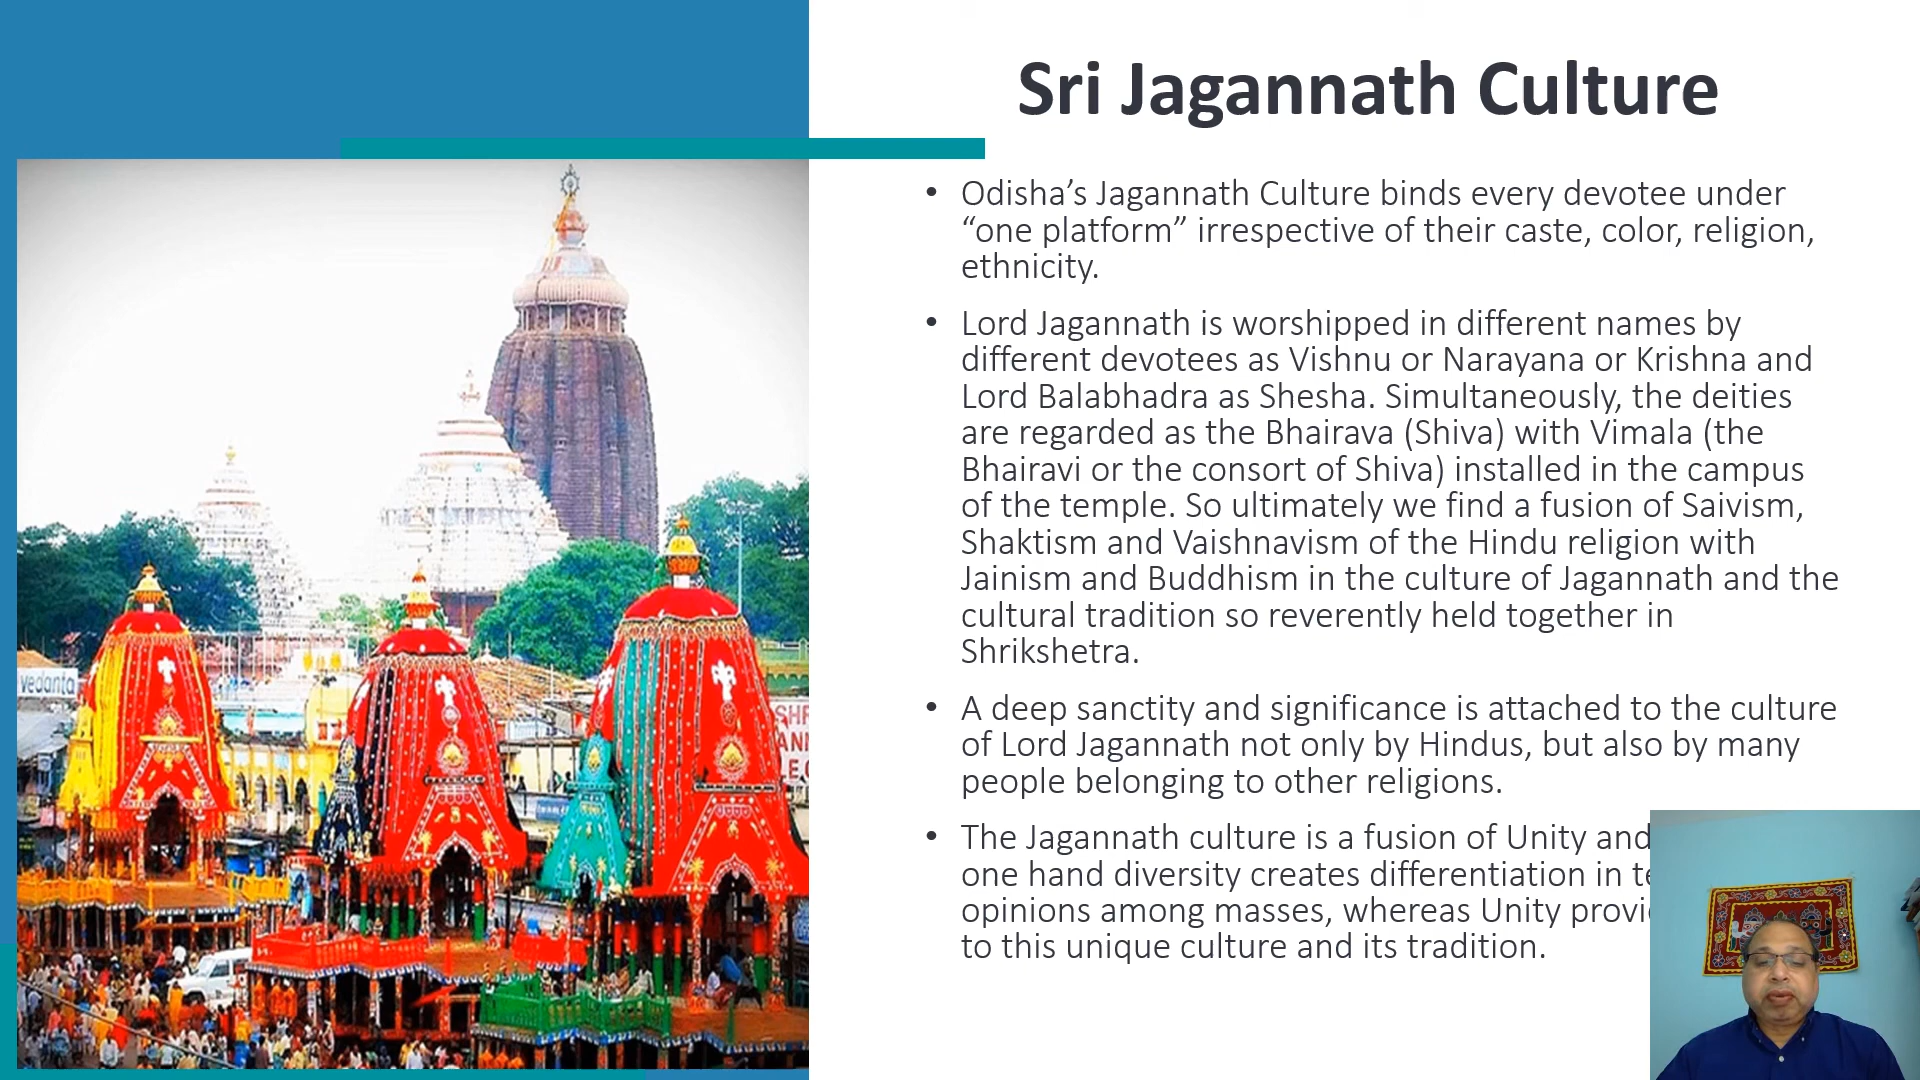 Sri Jagannath Culture
• Odisha’s Jagannath Culture binds every devotee under
“one platform” irrespective of their caste, color, religion,
ethnicity.
• Lord Jagannath is worshipped in different names by
different devotees as Vishnu or Narayana or Krishna and
Lord Balabhadra as Shesha. Simultaneously, the deities
are regarded as the Bhairava (Shiva) with Vimala (the
Bhairavi or the consort of Shiva) installed in the campus
of the temple. So ultimately we find a fusion of Saivism,
Shaktism and Vaishnavism of the Hindu religion with
Jainism and Buddhism in the culture of Jagannath and the
cultural tradition so reverently held together in
Shrikshetra.
• A deep sanctity and significance is attached to the culture
of Lord Jagannath not only by Hindus, but also by many
people belonging to other religions.
• The Jagannath culture is a fusion of Unity and
one hand diversity creates differentiation in
opinions among masses, whereas Unity
to this unique culture and its tradition.
vedanta